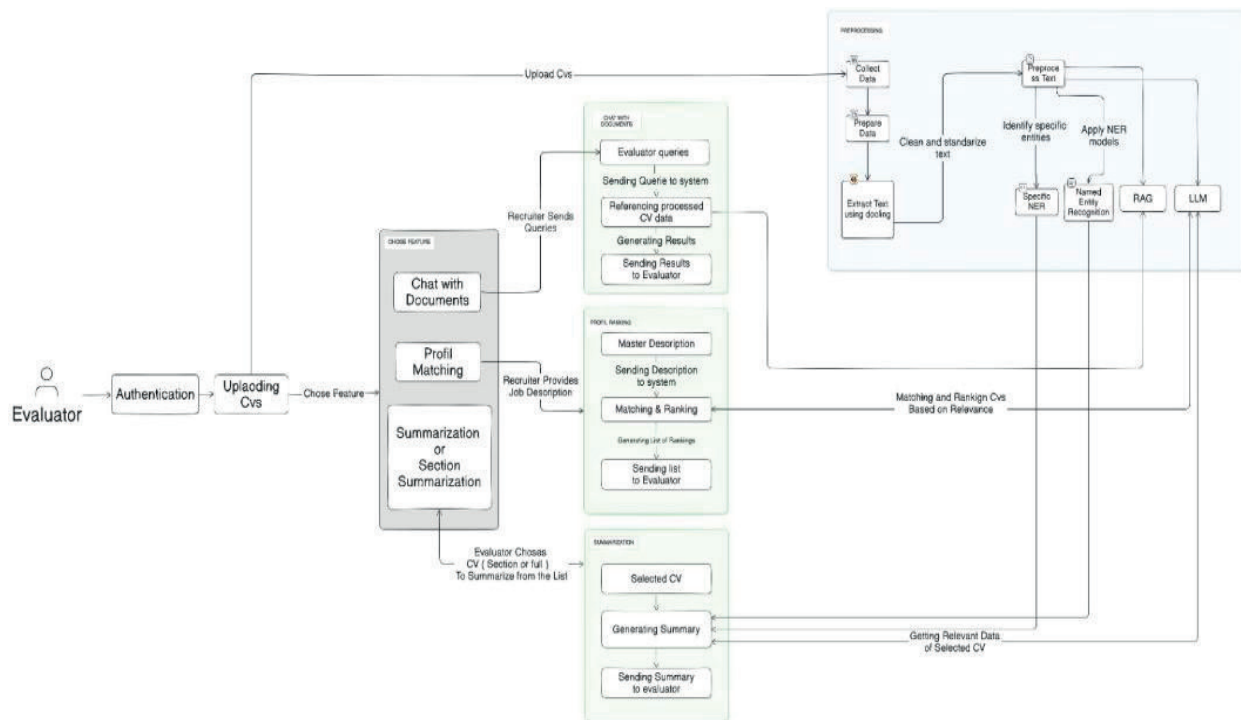 PREPROCESSING
Collect
Data
Preproce
ss Text
Upload Cvs
Prepare
Data
Clean and standarize
text
Identify specific
entities
Apply NER
models
Extract Text
using docling
Specific
NER
Named
Entity
Recognition
RAG
LLM
CHAT WITH
DOCUMENTS
Evaluator queries
Sending Querie to system
Referencing processed
CV data
Generating Results
Sending Results
to Evaluator
Recruiter Sends
Queries
CHOSE FEATURE
Chat with
Documents
Profil
Matching
Summarization
or
Section
Summarization
PROFIL RANKING
Master Description
Sending Description
to system
Matching & Ranking
Generating List of Rankings
Sending list
to Evaluator
Recruiter Provides
Job Description
Matching and Rankign Cvs
Based on Relevance
Evaluator
Authentication
Uplaoding
Cvs
Chose Feature
Evaluator Choses
CV ( Section or full )
To Summarize from the List
SUMMARIZATION
Selected CV
Generating Summary
Sending Summary
to evaluator
Getting Relevant Data
of Selected CV